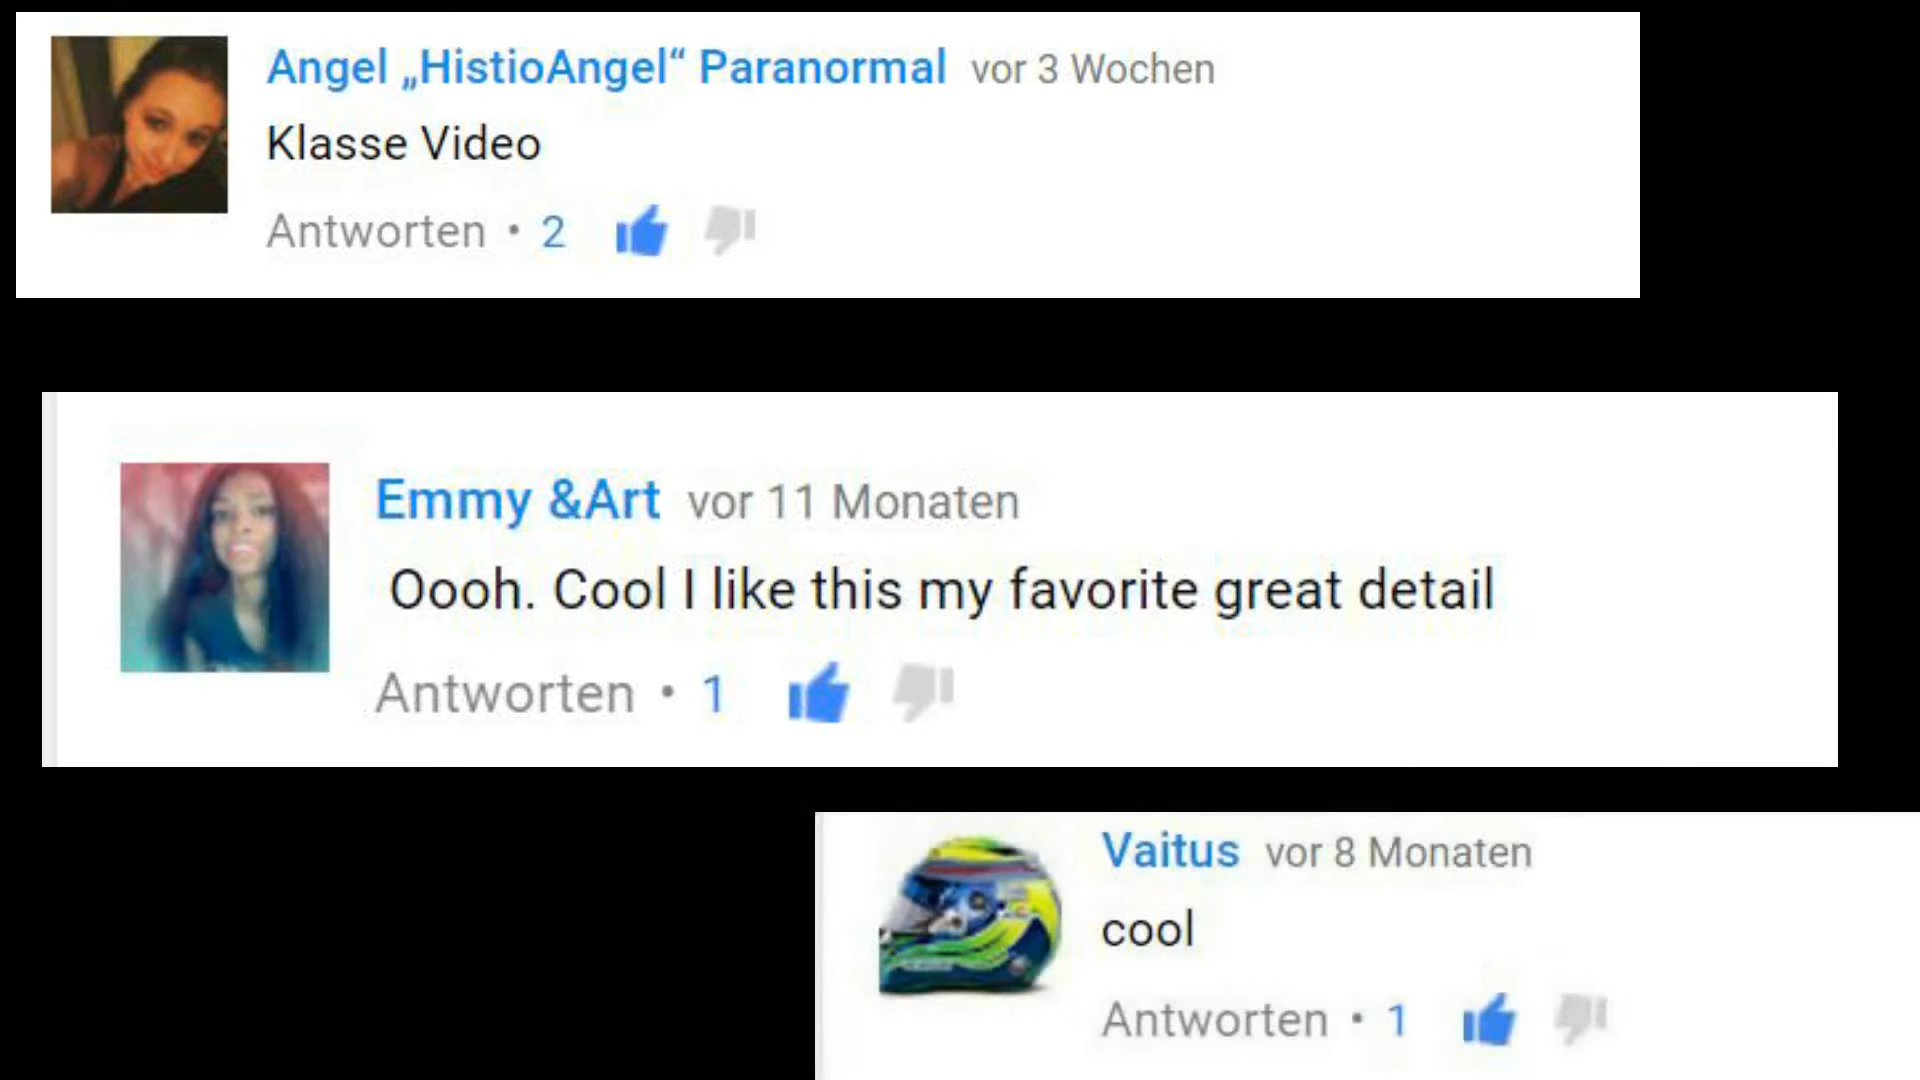 Angel „HistioAngel“ Paranormal vor 3 Wochen
Klasse Video
Antworten • 2
Emmy &Art vor 11 Monaten
Oooh. Cool I like this my favorite great detail
Antworten • 1
Vaitus vor 8 Monaten
cool
Antworten • 1